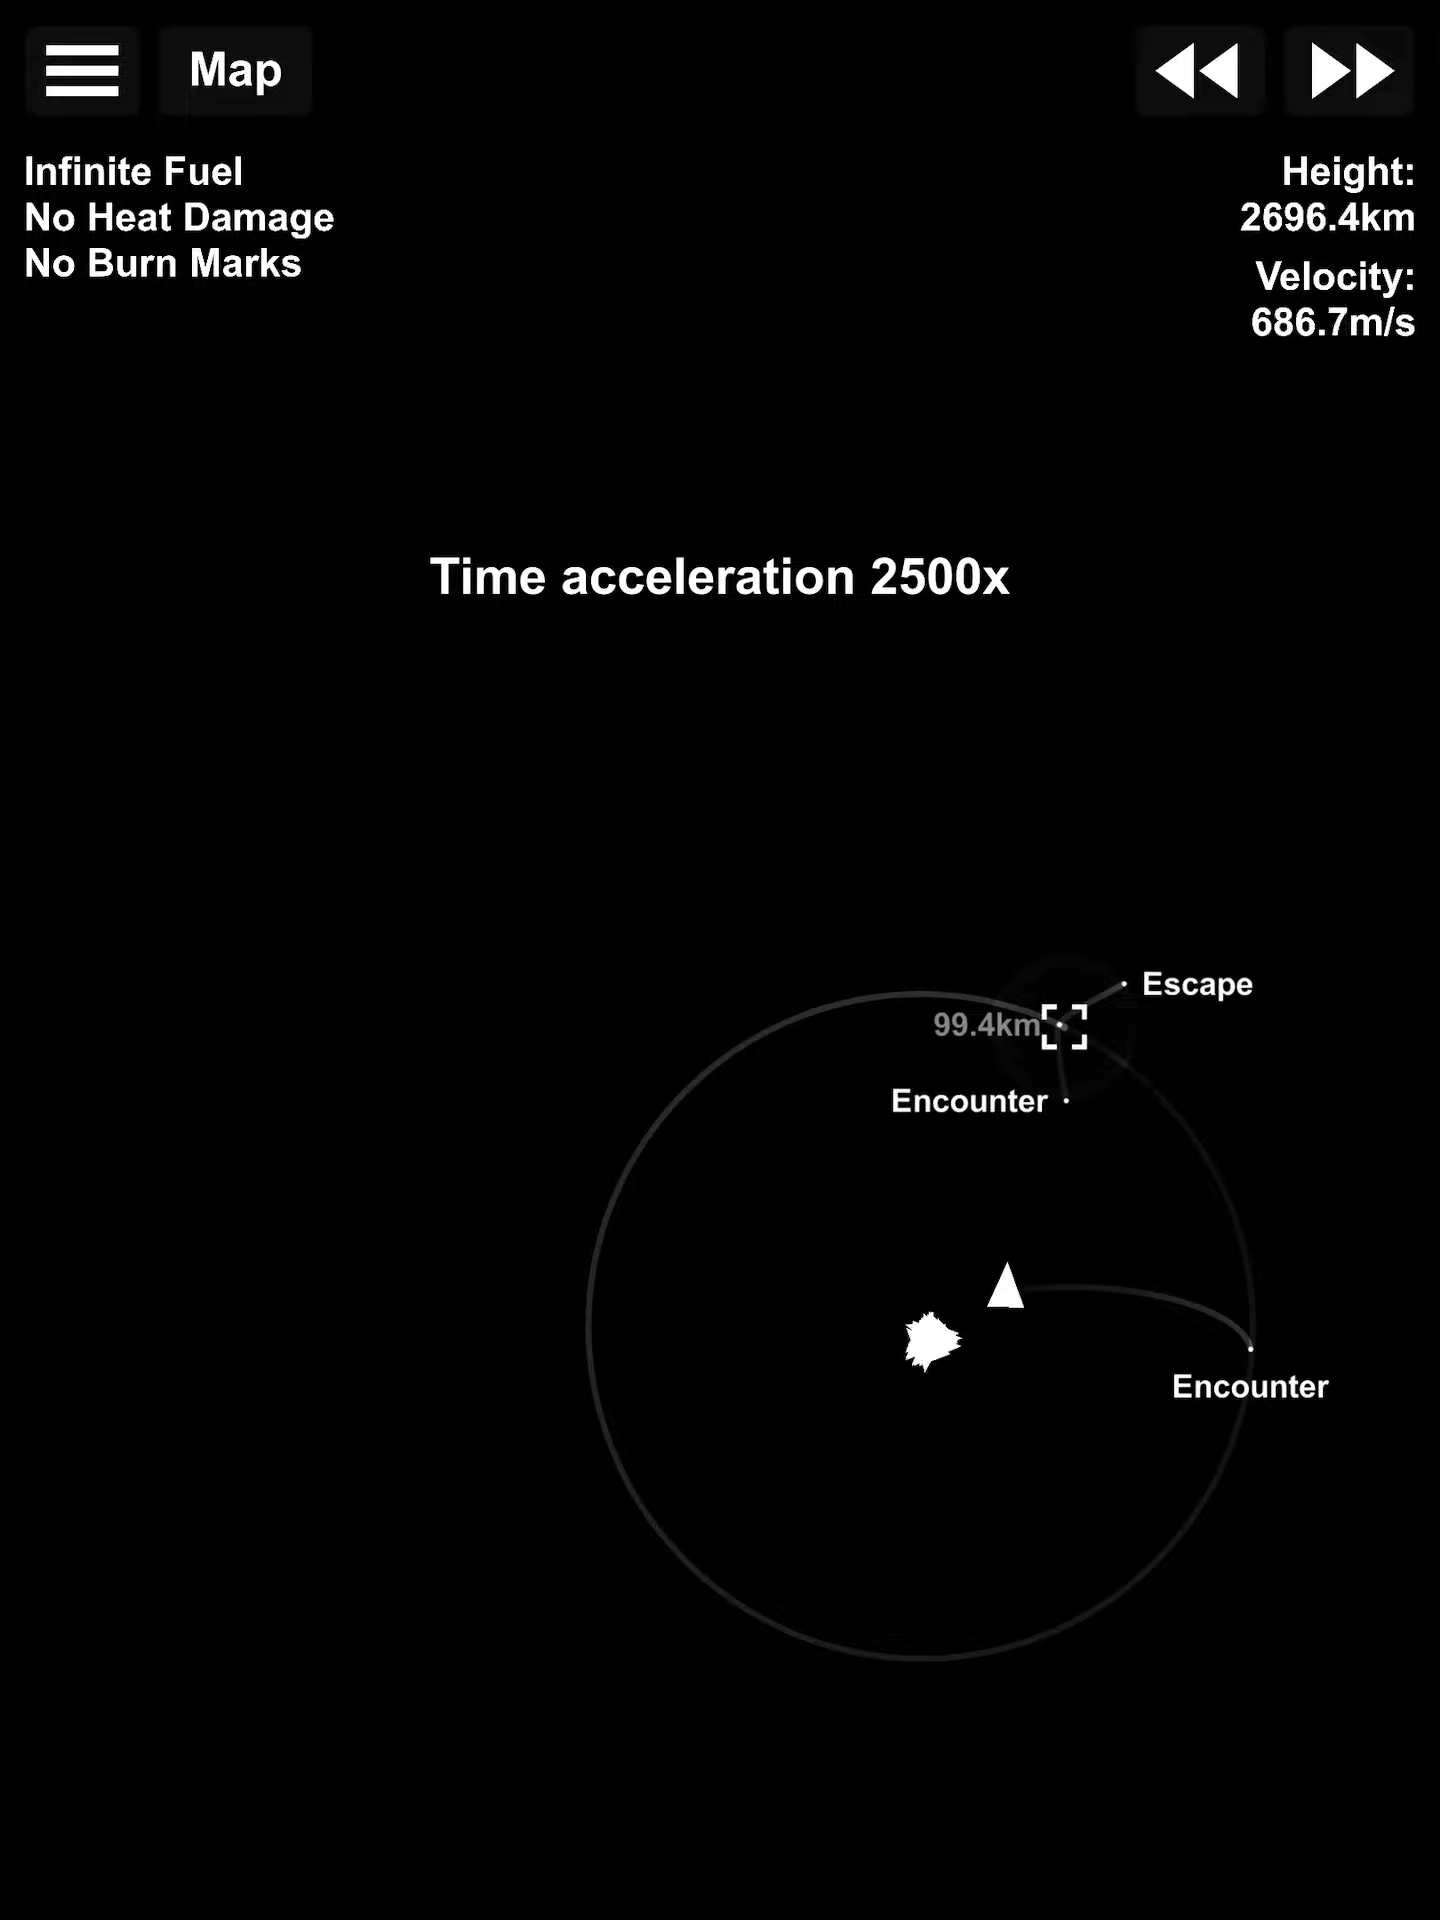 Map
Infinite Fuel
No Heat Damage
No Burn Marks
Height:
2696.4km
Velocity:
686.7m/s
Time acceleration 2500x
Escape
99.4km
Encounter
Encounter